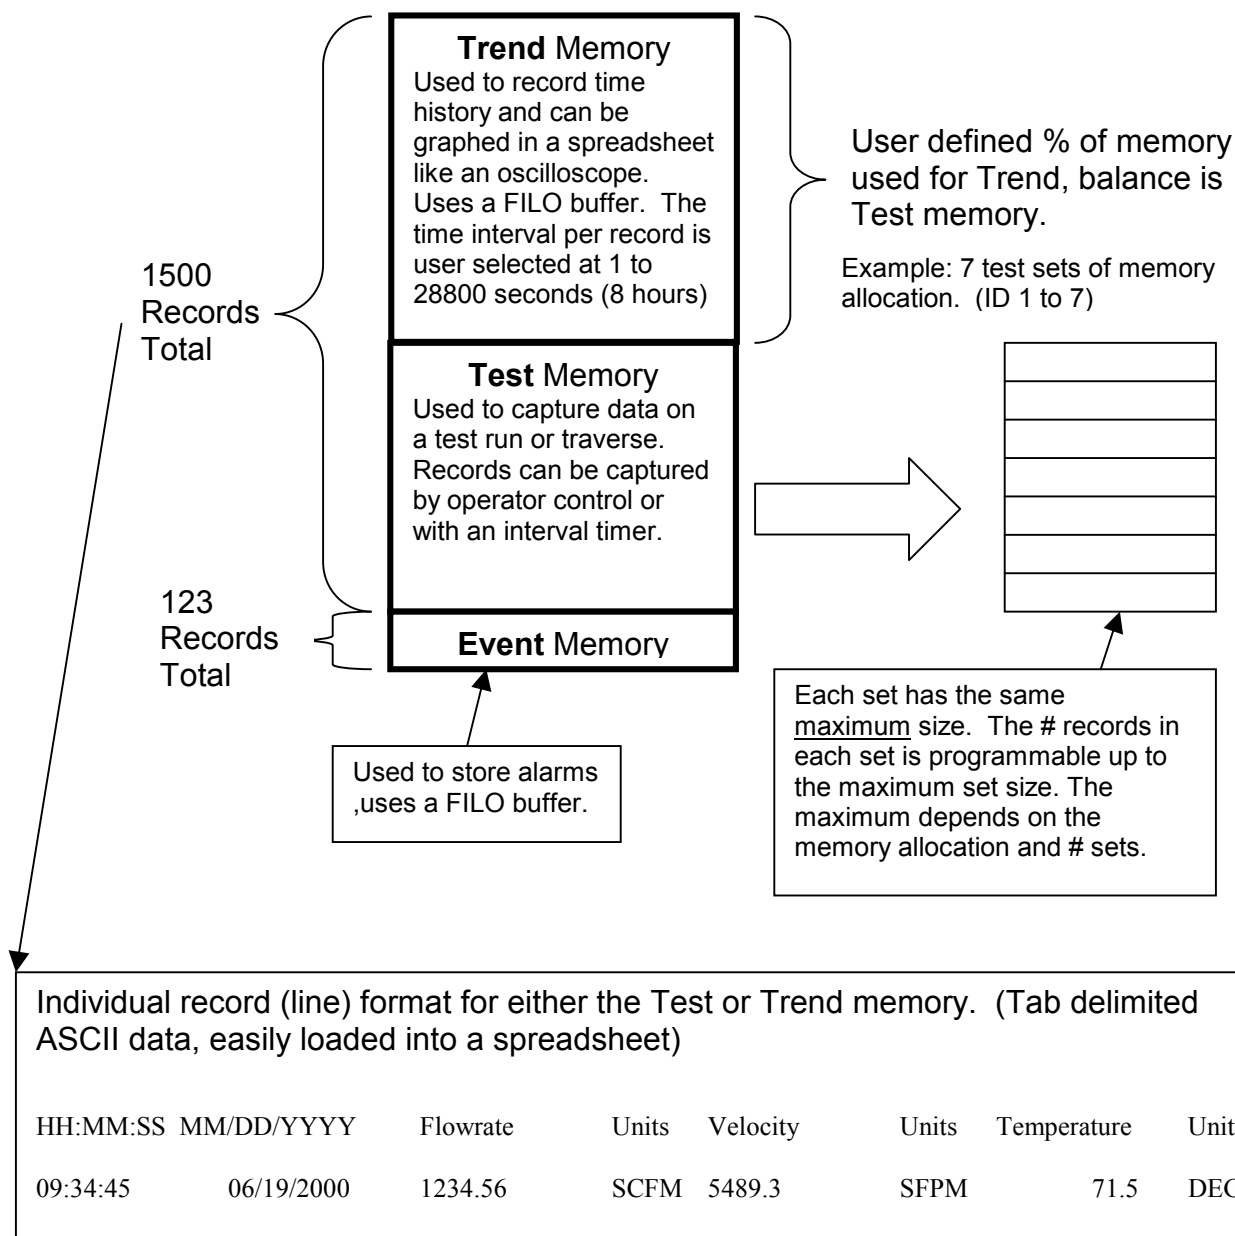 Trend Memory
Used to record time
history and can be
graphed in a spreadsheet
like an oscilloscope.
Uses a FILO buffer.  The
time interval per record is
user selected at 1 to
28800 seconds (8 hours)
User defined % of memory
used for Trend, balance is
Test memory.
Example: 7 test sets of memory
allocation.  (ID 1 to 7)
1500
Records
Total
Test Memory
Used to capture data on
a test run or traverse.
Records can be captured
by operator control or
with an interval timer.
123
Records
Total
Event Memory
Used to store alarms
,uses a FILO buffer.
Each set has the same
maximum size.  The # records in
each set is programmable up to
the maximum set size. The
maximum depends on the
memory allocation and # sets.
Individual record (line) format for either the Test or Trend memory.  (Tab delimited
ASCII data, easily loaded into a spreadsheet)
HH:MM:SS MM/DD/YYYY Flowrate Units Velocity Units Temperature Unit
09:34:45 06/19/2000 1234.56 SCFM 5489.3 SFPM 71.5 DEG